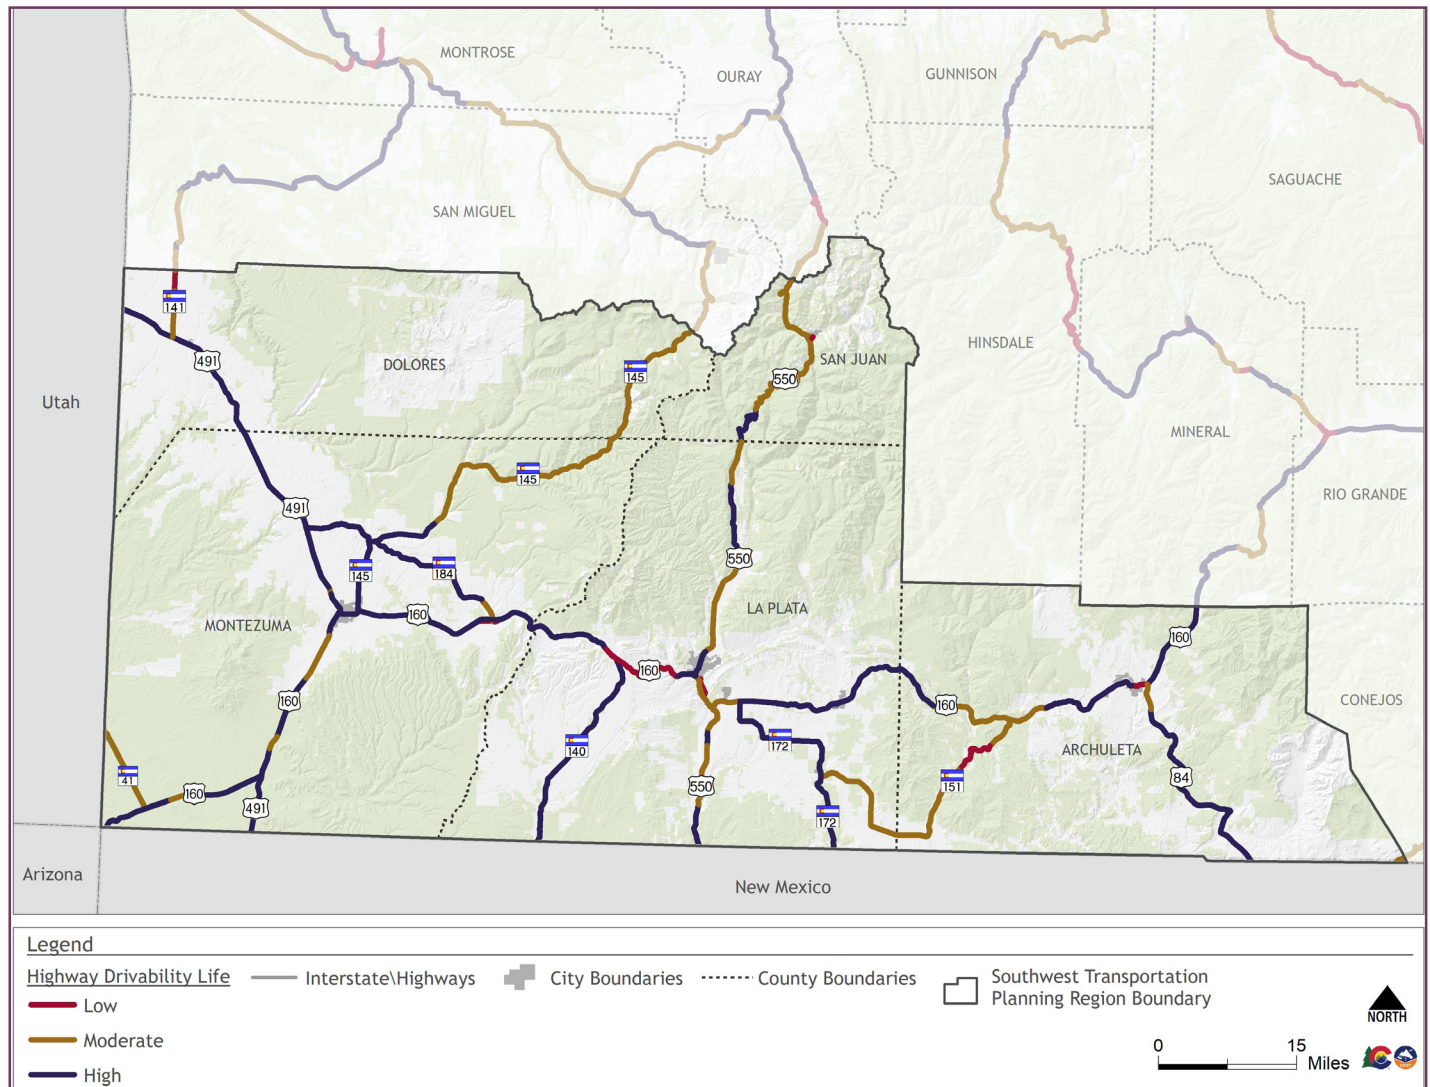 MONTROSE
OURAY
GUNNISON
SAGUACHE
SAN MIGUEL
141
HINSDALE
491
DOLORES
145
SAN JUAN
550
Utah
MINERAL
145
RIO GRANDE
491
550
145
184
160
LA PLATA
MONTEZUMA
160
160
160
160
CONEJOS
140
172
ARCHULETA
41
160
550
151
84
491
172
Arizona
New Mexico
Legend
Highway Drivability Life
Low
Moderate
High
Interstate\Highways
City Boundaries
County Boundaries
Southwest Transportation
Planning Region Boundary
NORTH
0 15
Miles